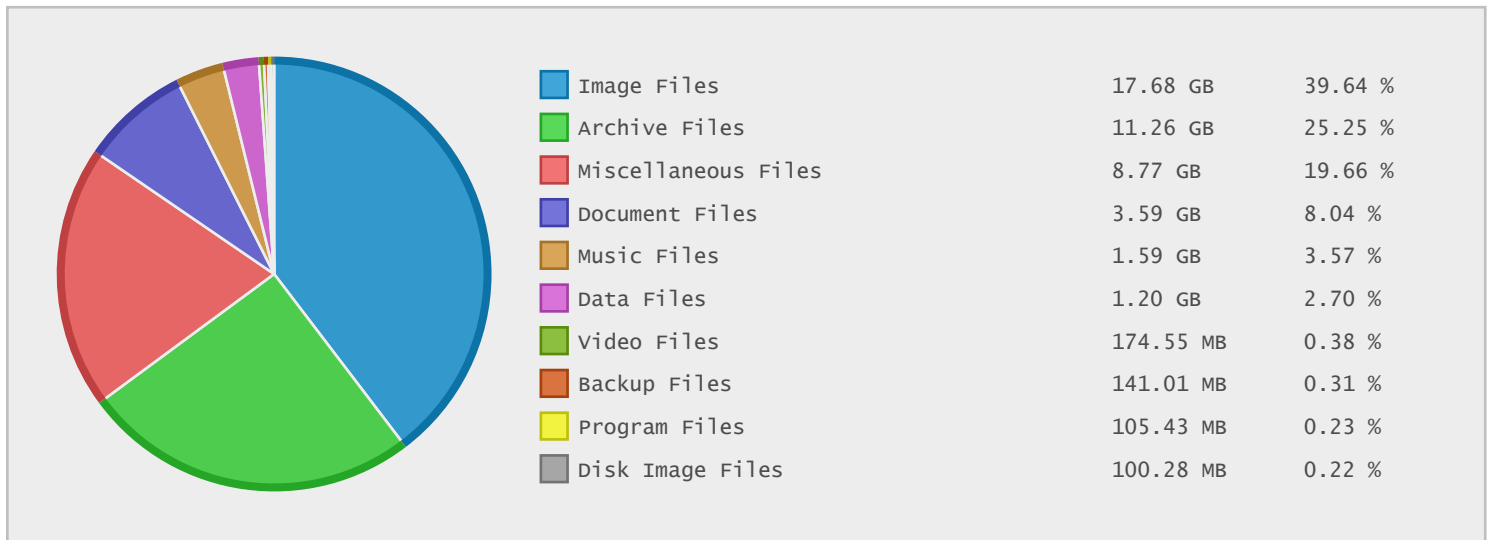 Image Files 17.68 GB 39.64 %
Archive Files 11.26 GB 25.25 %
Miscellaneous Files 8.77 GB 19.66 %
Document Files 3.59 GB 8.04 %
Music Files 1.59 GB 3.57 %
Data Files 1.20 GB 2.70 %
Video Files 174.55 MB 0.38 %
Backup Files 141.01 MB 0.31 %
Program Files 105.43 MB 0.23 %
Disk Image Files 100.28 MB 0.22 %